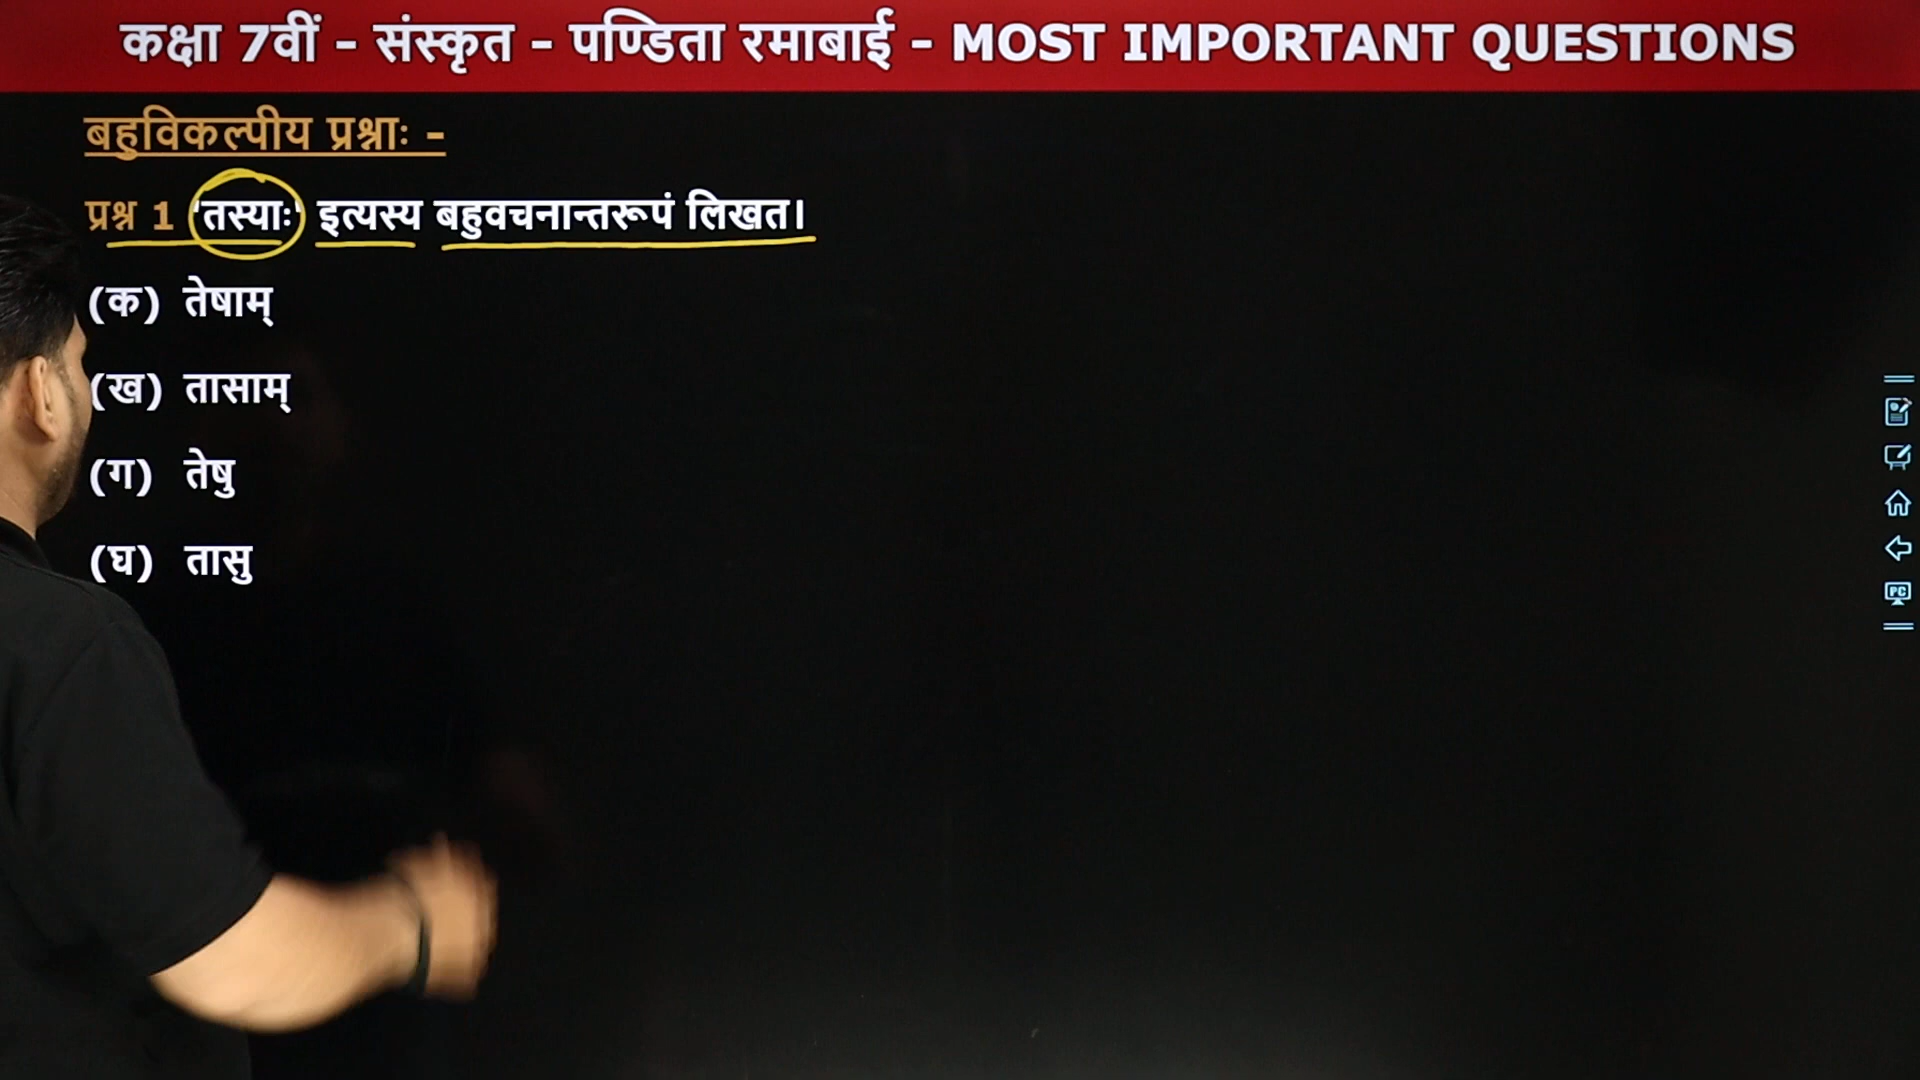 कक्षा 7वीं - संस्कृत - पण्डिता रमाबाई - MOST IMPORTANT QUESTIONS
बहुविकल्पीय प्रश्नाः -
प्रश्न 1 'तस्याः' इत्यस्य बहुवचनान्तरूपं लिखत।
(क) तेषाम्
(ख) तासाम्
(ग) तेषु
(घ) तासु
PC